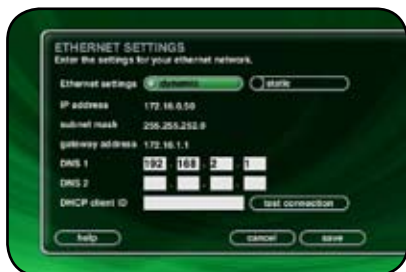 ETHERNET SETTINGS
Enter the settings for your ethernet network.
Ethernet settings dynamic static
IP address 172.16.0.50
subnet mask 255.255.252.0
gateway address 172.16.1.1
DNS 1 192 . 168 . 2 . 1
DNS 2 . . .
DHCP client ID test connection
help cancel save